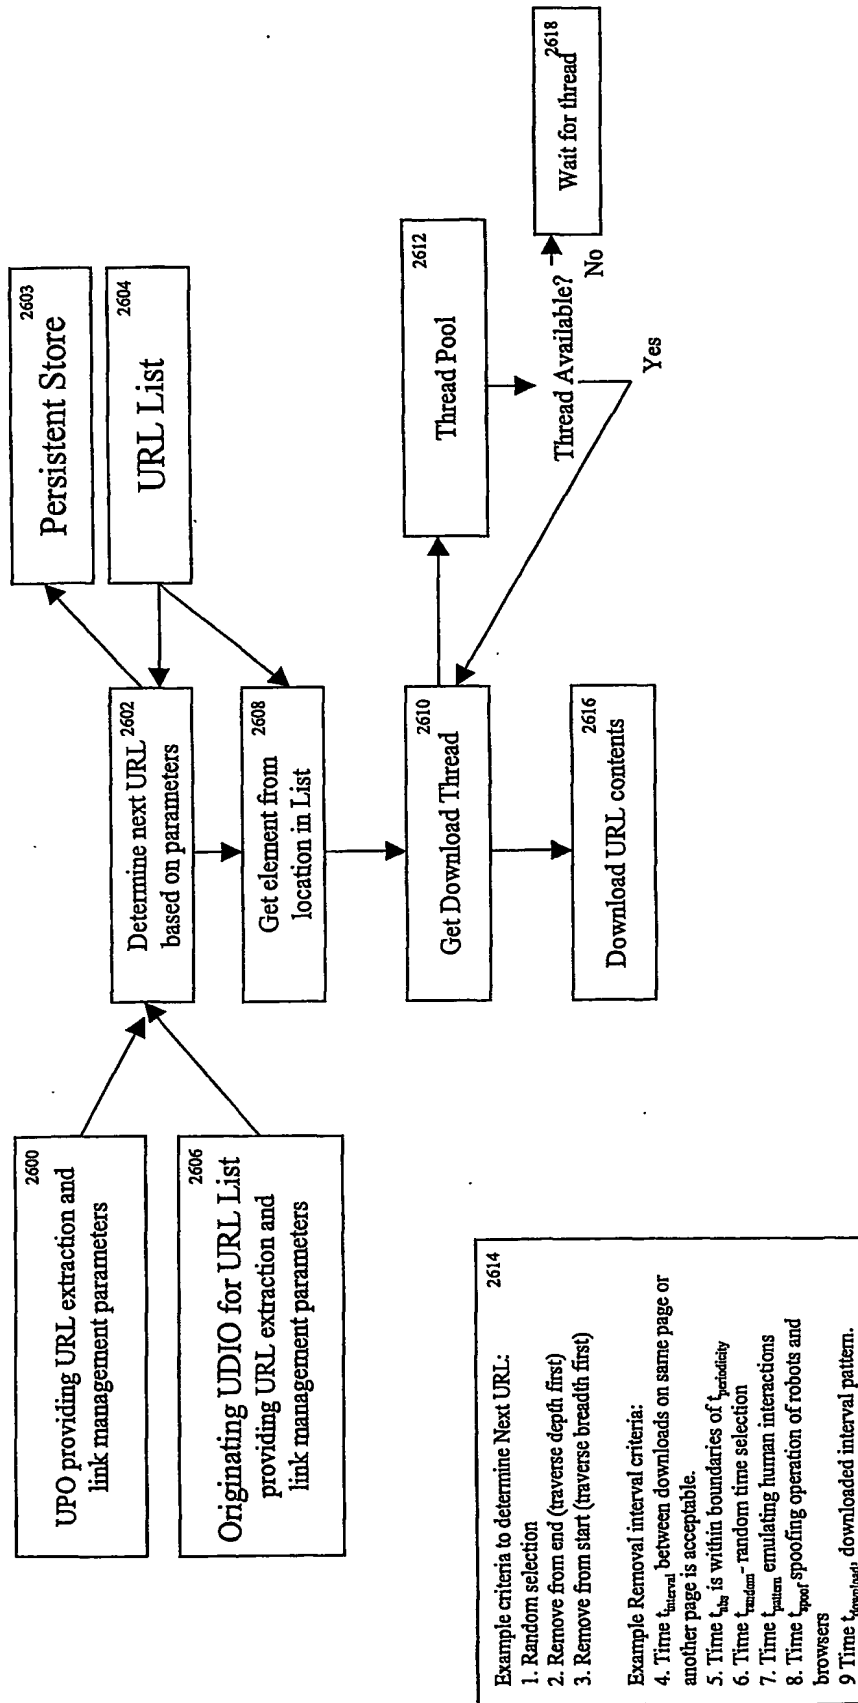 2600
UPO providing URL extraction and
link management parameters
2606
Originating UDIO for URL List
providing URL extraction and
link management parameters
2602
Determine next URL
based on parameters
2603
Persistent Store
2604
URL List
2608
Get element from
location in List
2610
Get Download Thread
2612
Thread Pool
Thread Available?
No
Yes
2618
Wait for thread
2616
Download URL contents
2614
Example criteria to determine Next URL:
1. Random selection
2. Remove from end (traverse depth first)
3. Remove from start (traverse breadth first)
Example Removal interval criteria:
4. Time t_interval between downloads on same page or
another page is acceptable.
5. Time is within boundaries of t_periodicity
6. Time t_random - random time selection
7. Time t_pattern emulating human interactions
8. Time t_spoof spoofing operation of robots and
browsers
9 Time downloaded interval pattern.